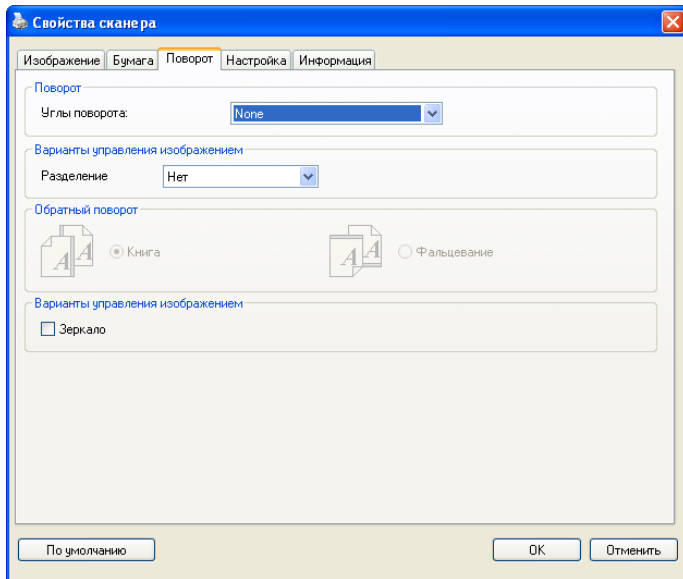 Свойства сканера
Изображение Бумага Поворот Настройка Информация
Поворот
Углы поворота: None
Варианты управления изображением
Разделение Нет
Обратный поворот
A A Книга A A Фальцевание
Варианты управления изображением
Зеркало
По умолчанию OK Отменить